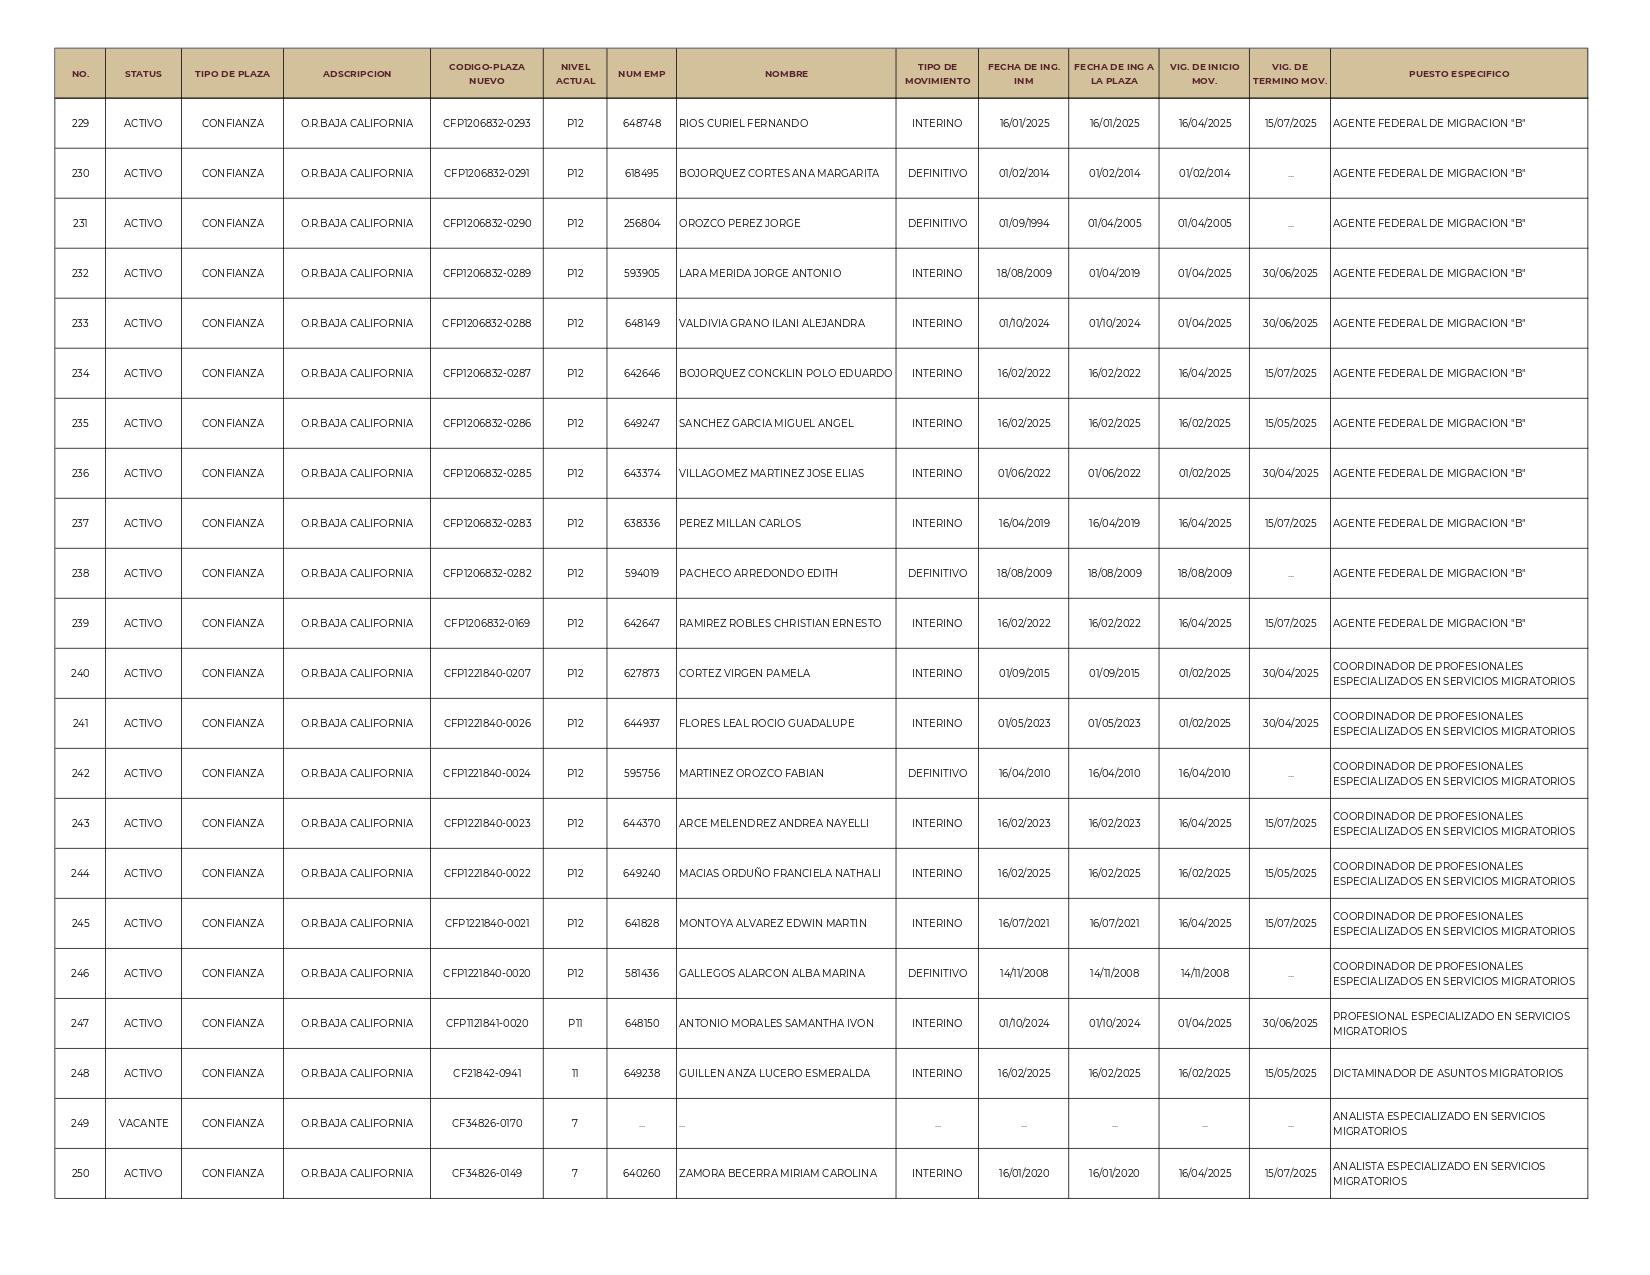 NO. STATUS TIPO DE PLAZA ADSCRIPCION CODIGO-PLAZA NUEVO NIVEL ACTUAL NUM EMP NOMBRE TIPO DE MOVIMIENTO FECHA DE ING. INM FECHA DE ING A LA PLAZA VIG. DE INICIO MOV. VIG. DE TERMINO MOV. PUESTO ESPECIFICO
229 ACTIVO CONFIANZA O.R.BAJA CALIFORNIA CFP1206832-0293 P12 648748 RIOS CURIEL FERNANDO INTERINO 16/01/2025 16/01/2025 16/04/2025 15/07/2025 AGENTE FEDERAL DE MIGRACION "B"
230 ACTIVO CONFIANZA O.R.BAJA CALIFORNIA CFP1206832-0291 P12 618495 BOJORQUEZ CORTES ANA MARGARITA DEFINITIVO 01/02/2014 01/02/2014 01/02/2014 ... AGENTE FEDERAL DE MIGRACION "B"
231 ACTIVO CONFIANZA O.R.BAJA CALIFORNIA CFP1206832-0290 P12 256804 OROZCO PEREZ JORGE DEFINITIVO 01/09/1994 01/04/2005 01/04/2005 ... AGENTE FEDERAL DE MIGRACION "B"
232 ACTIVO CONFIANZA O.R.BAJA CALIFORNIA CFP1206832-0289 P12 593905 LARA MERIDA JORGE ANTONIO INTERINO 18/08/2009 01/04/2019 01/04/2025 30/06/2025 AGENTE FEDERAL DE MIGRACION "B"
233 ACTIVO CONFIANZA O.R.BAJA CALIFORNIA CFP1206832-0288 P12 648149 VALDIVIA GRANO ILANI ALEJANDRA INTERINO 01/10/2024 01/10/2024 01/04/2025 30/06/2025 AGENTE FEDERAL DE MIGRACION "B"
234 ACTIVO CONFIANZA O.R.BAJA CALIFORNIA CFP1206832-0287 P12 642646 BOJORQUEZ CONCKLIN POLO EDUARDO INTERINO 16/02/2022 16/02/2022 16/04/2025 15/07/2025 AGENTE FEDERAL DE MIGRACION "B"
235 ACTIVO CONFIANZA O.R.BAJA CALIFORNIA CFP1206832-0286 P12 649247 SANCHEZ GARCIA MIGUEL ANGEL INTERINO 16/02/2025 16/02/2025 16/02/2025 15/05/2025 AGENTE FEDERAL DE MIGRACION "B"
236 ACTIVO CONFIANZA O.R.BAJA CALIFORNIA CFP1206832-0285 P12 643374 VILLAGOMEZ MARTINEZ JOSE ELIAS INTERINO 01/06/2022 01/06/2022 01/02/2025 30/04/2025 AGENTE FEDERAL DE MIGRACION "B"
237 ACTIVO CONFIANZA O.R.BAJA CALIFORNIA CFP1206832-0283 P12 638336 PEREZ MILLAN CARLOS INTERINO 16/04/2019 16/04/2019 16/04/2025 15/07/2025 AGENTE FEDERAL DE MIGRACION "B"
238 ACTIVO CONFIANZA O.R.BAJA CALIFORNIA CFP1206832-0282 P12 594019 PACHECO ARREDONDO EDITH DEFINITIVO 18/08/2009 18/08/2009 18/08/2009 ... AGENTE FEDERAL DE MIGRACION "B"
239 ACTIVO CONFIANZA O.R.BAJA CALIFORNIA CFP1206832-0169 P12 642647 RAMIREZ ROBLES CHRISTIAN ERNESTO INTERINO 16/02/2022 16/02/2022 16/04/2025 15/07/2025 AGENTE FEDERAL DE MIGRACION "B"
240 ACTIVO CONFIANZA O.R.BAJA CALIFORNIA CFP1221840-0207 P12 627873 CORTEZ VIRGEN PAMELA INTERINO 01/09/2015 01/09/2015 01/02/2025 30/04/2025 COORDINADOR DE PROFESIONALES ESPECIALIZADOS EN SERVICIOS MIGRATORIOS
241 ACTIVO CONFIANZA O.R.BAJA CALIFORNIA CFP1221840-0026 P12 644937 FLORES LEAL ROCIO GUADALUPE INTERINO 01/05/2023 01/05/2023 01/02/2025 30/04/2025 COORDINADOR DE PROFESIONALES ESPECIALIZADOS EN SERVICIOS MIGRATORIOS
242 ACTIVO CONFIANZA O.R.BAJA CALIFORNIA CFP1221840-0024 P12 595756 MARTINEZ OROZCO FABIAN DEFINITIVO 16/04/2010 16/04/2010 16/04/2010 ... COORDINADOR DE PROFESIONALES ESPECIALIZADOS EN SERVICIOS MIGRATORIOS
243 ACTIVO CONFIANZA O.R.BAJA CALIFORNIA CFP1221840-0023 P12 644370 ARCE MELENDREZ ANDREA NAYELLI INTERINO 16/02/2023 16/02/2023 16/04/2025 15/07/2025 COORDINADOR DE PROFESIONALES ESPECIALIZADOS EN SERVICIOS MIGRATORIOS
244 ACTIVO CONFIANZA O.R.BAJA CALIFORNIA CFP1221840-0022 P12 649240 MACIAS ORDUÑO FRANCIELA NATHALI INTERINO 16/02/2025 16/02/2025 16/02/2025 15/05/2025 COORDINADOR DE PROFESIONALES ESPECIALIZADOS EN SERVICIOS MIGRATORIOS
245 ACTIVO CONFIANZA O.R.BAJA CALIFORNIA CFP1221840-0021 P12 641828 MONTOYA ALVAREZ EDWIN MARTIN INTERINO 16/07/2021 16/07/2021 16/04/2025 15/07/2025 COORDINADOR DE PROFESIONALES ESPECIALIZADOS EN SERVICIOS MIGRATORIOS
246 ACTIVO CONFIANZA O.R.BAJA CALIFORNIA CFP1221840-0020 P12 581436 GALLEGOS ALARCON ALBA MARINA DEFINITIVO 14/11/2008 14/11/2008 14/11/2008 ... COORDINADOR DE PROFESIONALES ESPECIALIZADOS EN SERVICIOS MIGRATORIOS
247 ACTIVO CONFIANZA O.R.BAJA CALIFORNIA CFP1121841-0020 P11 648150 ANTONIO MORALES SAMANTHA IVON INTERINO 01/10/2024 01/10/2024 01/04/2025 30/06/2025 PROFESIONAL ESPECIALIZADO EN SERVICIOS MIGRATORIOS
248 ACTIVO CONFIANZA O.R.BAJA CALIFORNIA CF21842-0941 11 649238 GUILLEN ANZA LUCERO ESMERALDA INTERINO 16/02/2025 16/02/2025 16/02/2025 15/05/2025 DICTAMINADOR DE ASUNTOS MIGRATORIOS
249 VACANTE CONFIANZA O.R.BAJA CALIFORNIA CF34826-0170 7 ... ... ... ... ... ... ... ANALISTA ESPECIALIZADO EN SERVICIOS MIGRATORIOS
250 ACTIVO CONFIANZA O.R.BAJA CALIFORNIA CF34826-0149 7 640260 ZAMORA BECERRA MIRIAM CAROLINA INTERINO 16/01/2020 16/01/2020 16/04/2025 15/07/2025 ANALISTA ESPECIALIZADO EN SERVICIOS MIGRATORIOS